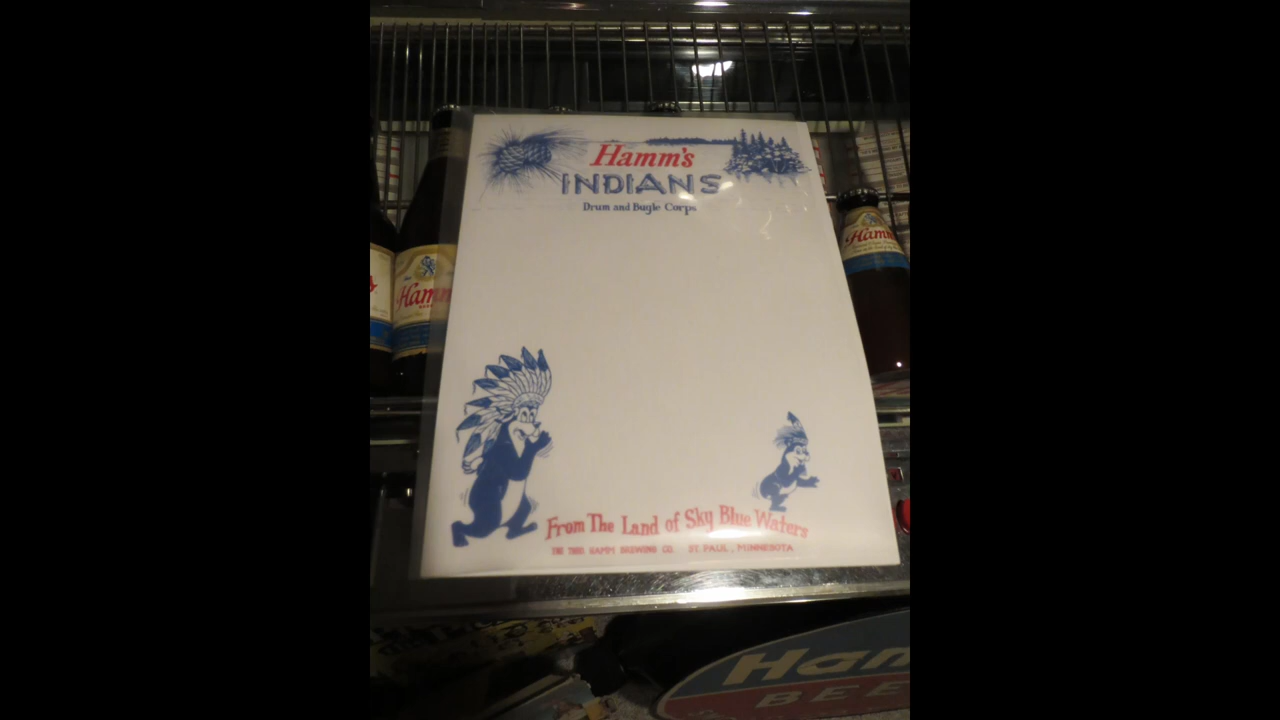 Hamm's
INDIANS
Drum and Bugle Corps
Hamm's
Hamm
From The Land of Sky Blue Waters
THE THEO. HAMM BREWING CO. ST. PAUL, MINNESOTA
Ham
BEE